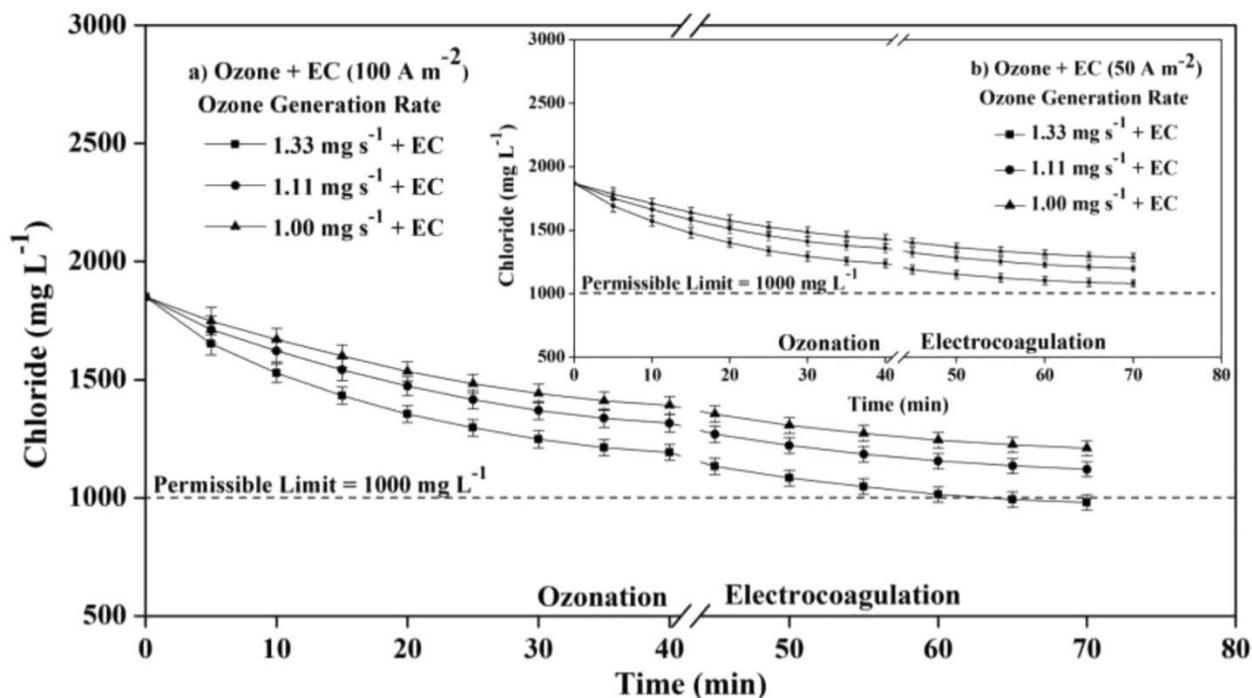 3000
2500
2000
1500
1000
500
Chloride (mg L⁻¹)
a) Ozone + EC (100 A m⁻²)
Ozone Generation Rate
1.33 mg s⁻¹ + EC
1.11 mg s⁻¹ + EC
1.00 mg s⁻¹ + EC
Permissible Limit = 1000 mg L⁻¹
Ozonation
Electrocoagulation
0 10 20 30 40 50 60 70 80
Time (min)
3000
2500
2000
1500
1000
500
Chloride (mg L⁻¹)
b) Ozone + EC (50 A m⁻²)
Ozone Generation Rate
1.33 mg s⁻¹ + EC
1.11 mg s⁻¹ + EC
1.00 mg s⁻¹ + EC
Permissible Limit = 1000 mg L⁻¹
Ozonation
Electrocoagulation
0 10 20 30 40 50 60 70 80
Time (min)